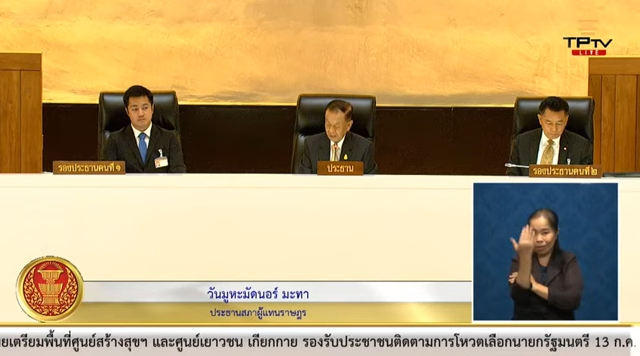 TPTV
LIVE
รองประธานคนที่ ๑
ประธาน
รองประธานคนที่ ๒
วันมูหะมัดนอร์ มะทา
ประธานสภาผู้แทนราษฎร
ยเตรียมพื้นที่ศูนย์สร้างสุขฯ และศูนย์เยาวชน เกียกกาย รองรับประชาชนติดตามการโหวตเลือกนายกรัฐมนตรี 13 ก.ค.